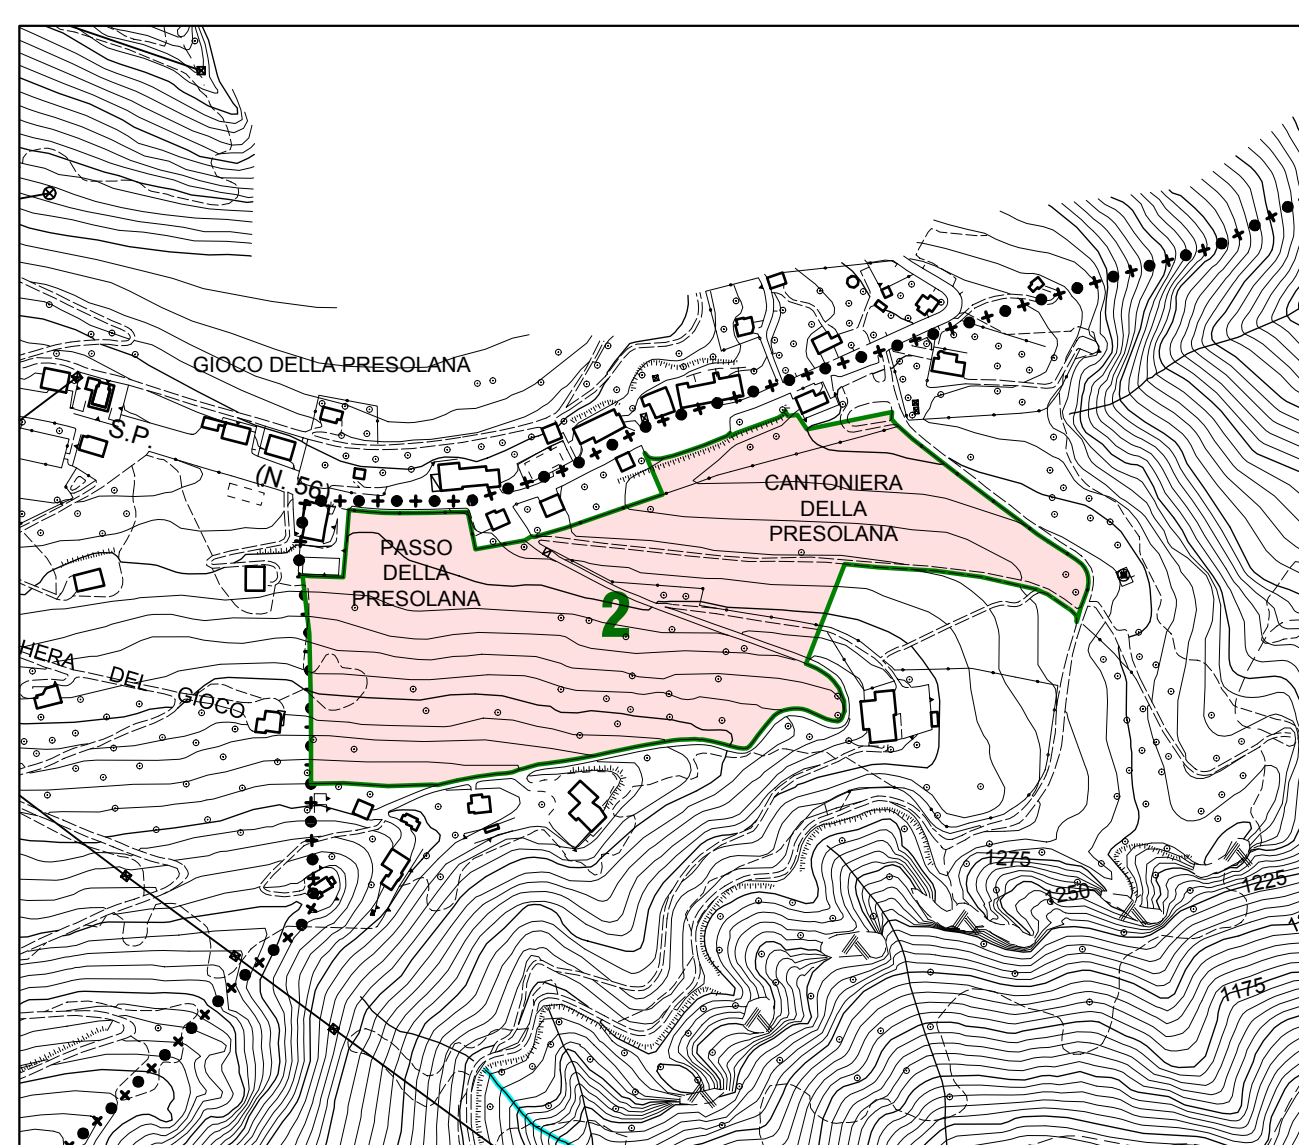 GIOCO DELLA PRESOLANA
S.P.
(N. 56)
CANTONIERA
DELLA
PRESOLANA
PASSO
DELLA
PRESOLANA
2
HERA DEL GIOCO
1275
1250
1225
1175